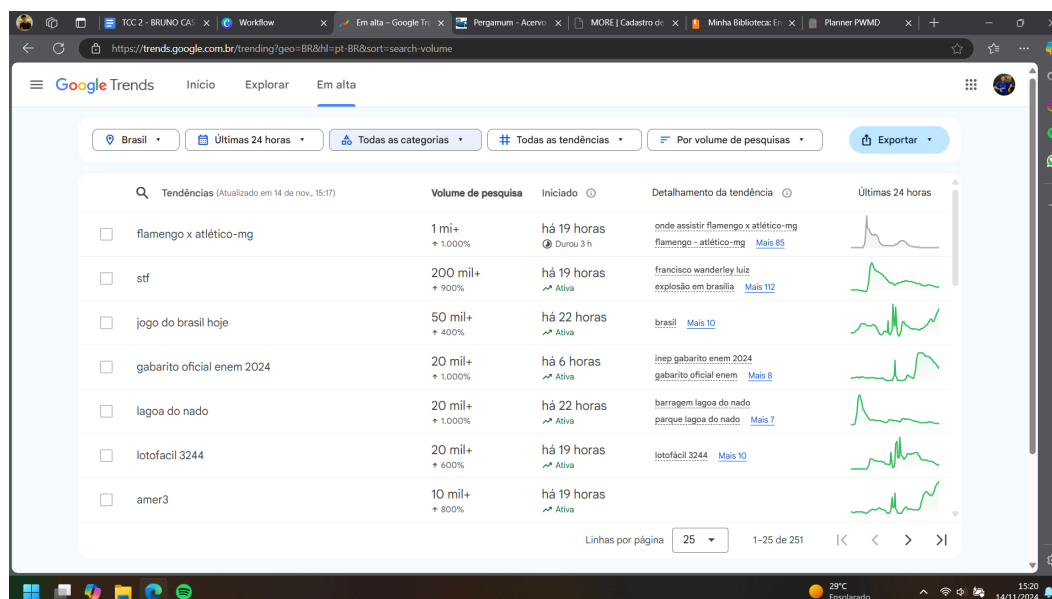 TCC 2 - BRUNO CAS
Workflow
Em alta – Google Tre
Pergamum - Acervo
MORE | Cadastro de
Minha Biblioteca: En
Planner PWMD
https://trends.google.com.br/trending?geo=BR&hl=pt-BR&sort=search-volume
Google Trends
Início
Explorar
Em alta
Brasil
Últimas 24 horas
Todas as categorias
Todas as tendências
Por volume de pesquisas
Exportar
Tendências (Atualizado em 14 de nov., 15:17)
Volume de pesquisa
Iniciado
Detalhamento da tendência
Últimas 24 horas
flamengo x atlético-mg
1 mi+
1.000%
há 19 horas
Durou 3 h
onde assistir flamengo x atlético-mg
flamengo - atlético-mg Mais 85
stf
200 mil+
900%
há 19 horas
Ativa
francisco wanderley luiz
explosão em brasília Mais 112
jogo do brasil hoje
50 mil+
400%
há 22 horas
Ativa
brasil Mais 10
gabarito oficial enem 2024
20 mil+
1.000%
há 6 horas
Ativa
inep gabarito enem 2024
gabarito oficial enem Mais 8
lagoa do nado
20 mil+
1.000%
há 22 horas
Ativa
barragem lagoa do nado
parque lagoa do nado Mais 7
lotofacil 3244
20 mil+
600%
há 19 horas
Ativa
lotofácil 3244 Mais 10
amer3
10 mil+
800%
há 19 horas
Ativa
Linhas por página 25 1–25 de 251
29°C
Ensolarado
15:20
14/11/2024